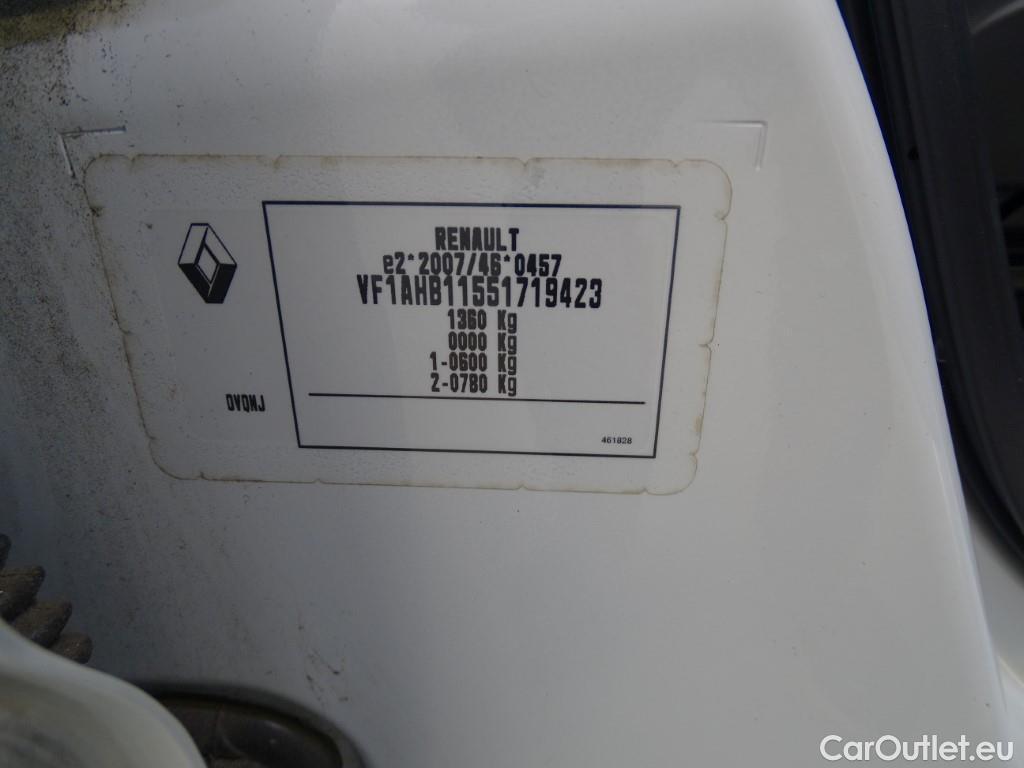 RENAULT
e2*2007/46*0457
VF1AHB11551719423
1360 Kg
0000 Kg
1-0600 Kg
2-0780 Kg
DVQNJ
461828
CarOutlet.eu